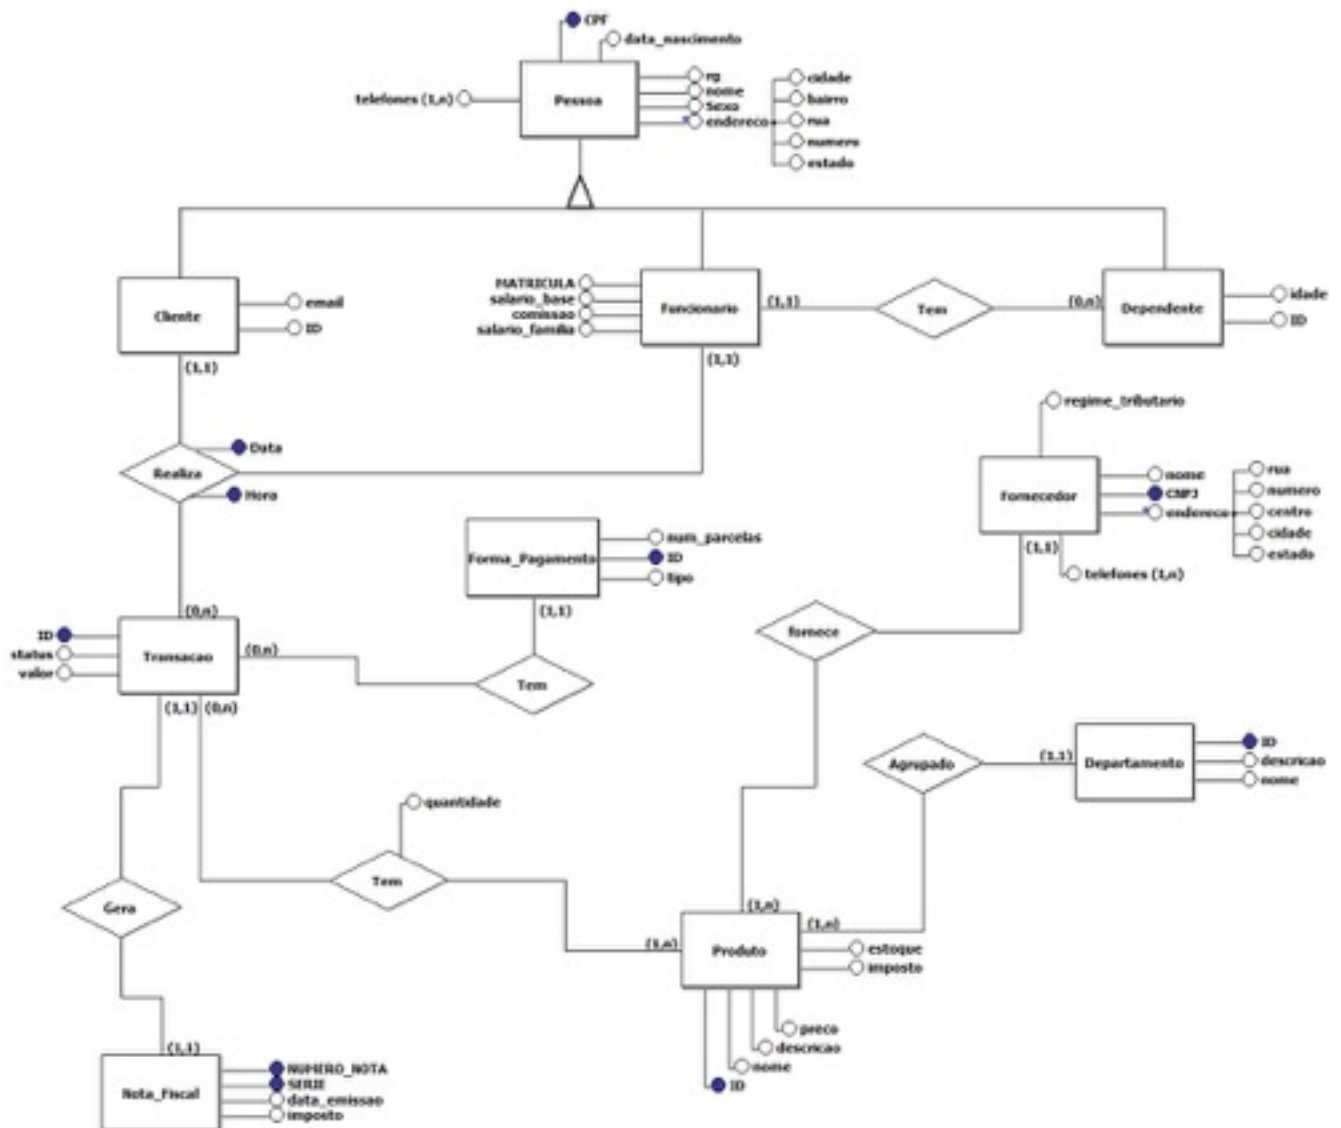 CPF
data_nascimento
telefones (1,n)
Pessoa
rg
nome
Sexo
endereco
cidade
bairro
rua
numero
estado
Cliente
email
ID
(1,1)
MATRICULA
salario_base
comissao
salario_familia
Funcionario
(1,1)
(1,1)
Tem
(0,n)
Dependente
idade
ID
Realiza
Data
Hora
(0,n)
regime_tributario
Fornecedor
nome
CNPJ
endereco
rua
numero
centro
cidade
estado
(1,1)
telefones (1,n)
Forma_Pagamento
num_parcelas
ID
tipo
(1,1)
fornece
ID
status
valor
Transacao
(0,n)
Tem
(1,1)
(0,n)
Agrupado
(1,1)
Departamento
ID
descricao
nome
quantidade
Tem
Gera
(1,n)
(1,n)
(1,n)
Produto
estoque
imposto
preco
descricao
nome
ID
(1,1)
Nota_Fiscal
NUMERO_NOTA
SERIE
data_emissao
imposto